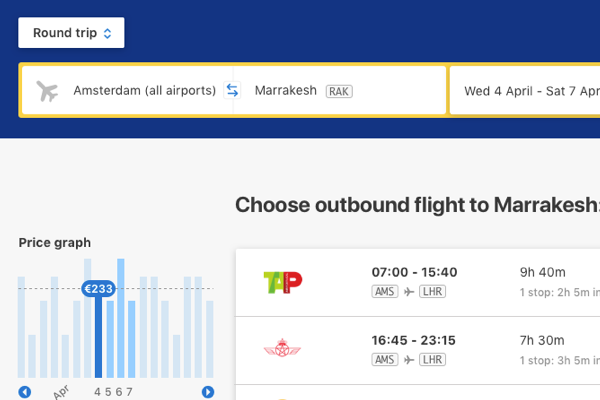 Round trip
Amsterdam (all airports) Marrakesh RAK Wed 4 April - Sat 7 Apr
Choose outbound flight to Marrakesh:
Price graph
€233
Apr 4 5 6 7
TAP 07:00 - 15:40 9h 40m
AMS LHR 1 stop: 2h 5m in
16:45 - 23:15 7h 30m
AMS LHR 1 stop: 3h 5m in